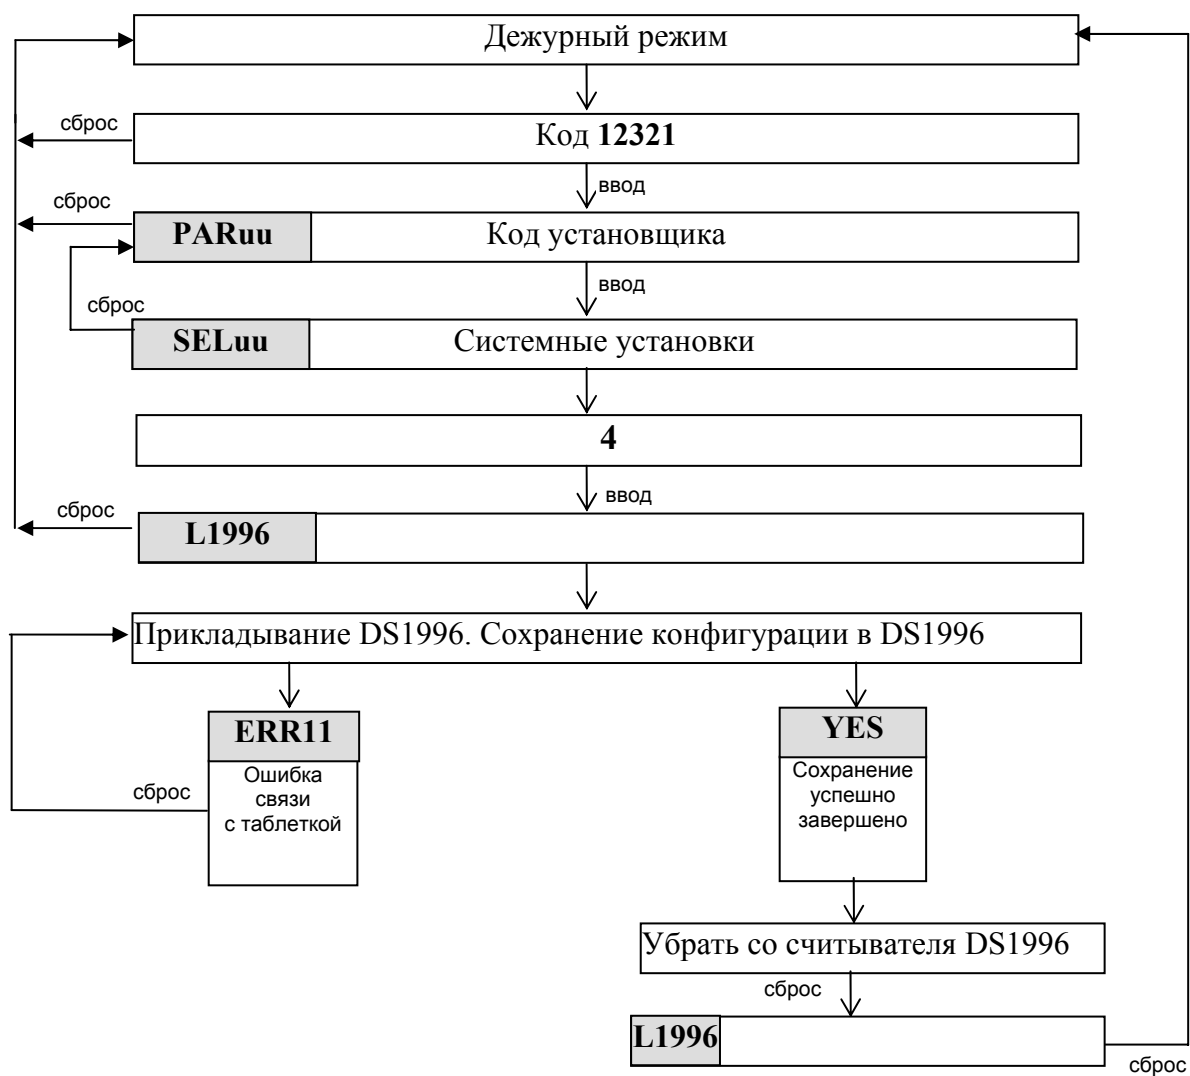 Дежурный режим
сброс
Код 12321
ввод
сброс
PARuu Код установщика
ввод
сброс
SELuu Системные установки
4
ввод
сброс
L1996
Прикладывание DS1996. Сохранение конфигурации в DS1996
ERR11
Ошибка
связи
с таблеткой
сброс
YES
Сохранение
успешно
завершено
Убрать со считывателя DS1996
сброс
L1996
сброс